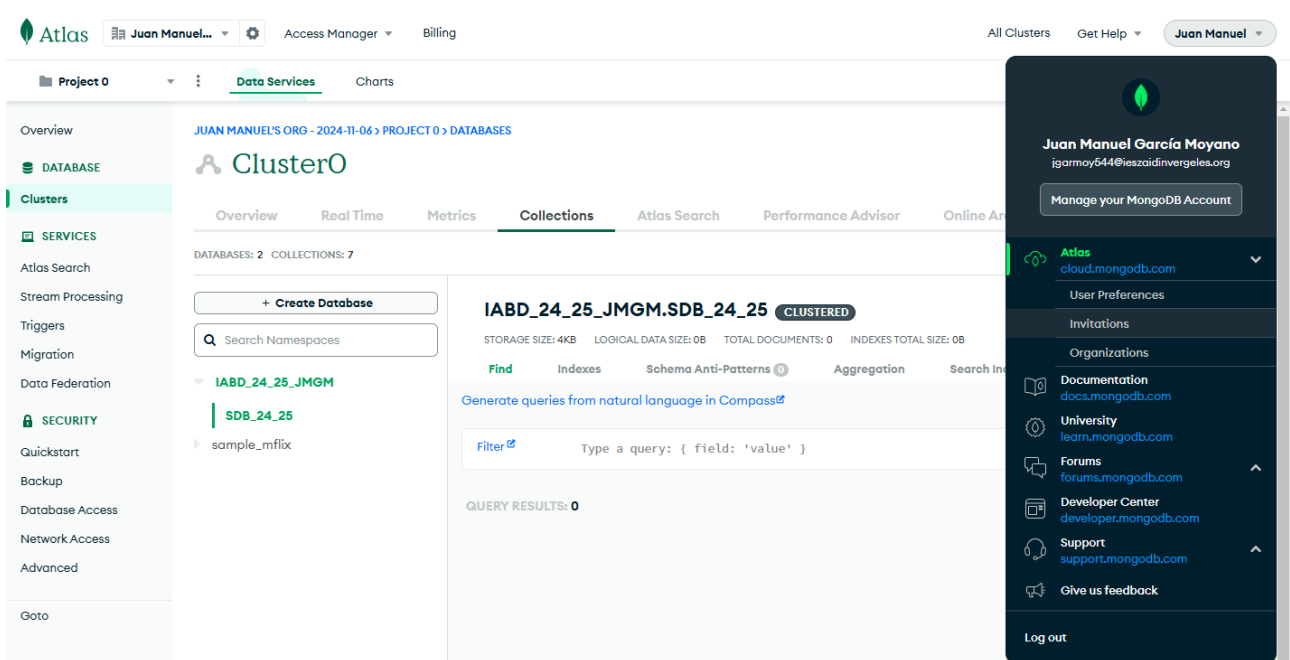 Atlas
Juan Manuel...
Access Manager
Billing
All Clusters
Get Help
Juan Manuel
Project 0
Data Services
Charts
Overview
DATABASE
Clusters
SERVICES
Atlas Search
Stream Processing
Triggers
Migration
Data Federation
SECURITY
Quickstart
Backup
Database Access
Network Access
Advanced
Goto
JUAN MANUEL'S ORG - 2024-11-06 > PROJECT 0 > DATABASES
Cluster0
Overview Real Time Metrics Collections Atlas Search Performance Advisor Online Ar
DATABASES: 2 COLLECTIONS: 7
+ Create Database
Search Namespaces
IABD_24_25_JMGM
SDB_24_25
sample_mflix
IABD_24_25_JMGM.SDB_24_25 CLUSTERED
STORAGE SIZE: 4KB LOGICAL DATA SIZE: 0B TOTAL DOCUMENTS: 0 INDEXES TOTAL SIZE: 0B
Find Indexes Schema Anti-Patterns 0 Aggregation Search In
Generate queries from natural language in Compass
Filter Type a query: { field: 'value' }
QUERY RESULTS: 0
Juan Manuel García Moyano
jgarmoy544@ieszaidinvergeles.org
Manage your MongoDB Account
Atlas
cloud.mongodb.com
User Preferences
Invitations
Organizations
Documentation
docs.mongodb.com
University
learn.mongodb.com
Forums
forums.mongodb.com
Developer Center
developer.mongodb.com
Support
support.mongodb.com
Give us feedback
Log out